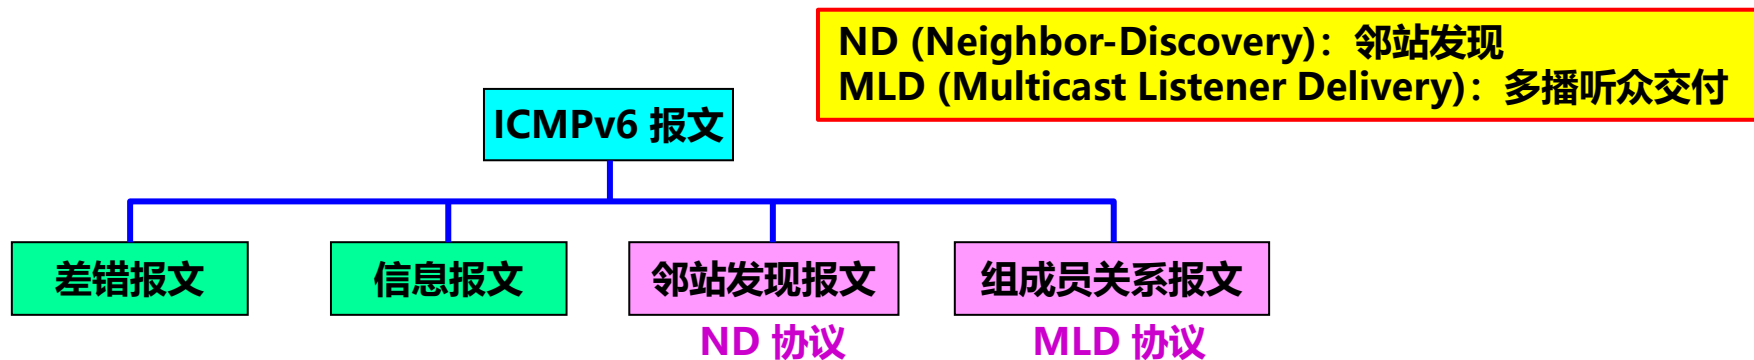 ND (Neighbor-Discovery)：邻站发现
MLD (Multicast Listener Delivery)：多播听众交付
ICMPv6 报文
差错报文
信息报文
邻站发现报文
组成员关系报文
ND 协议
MLD 协议